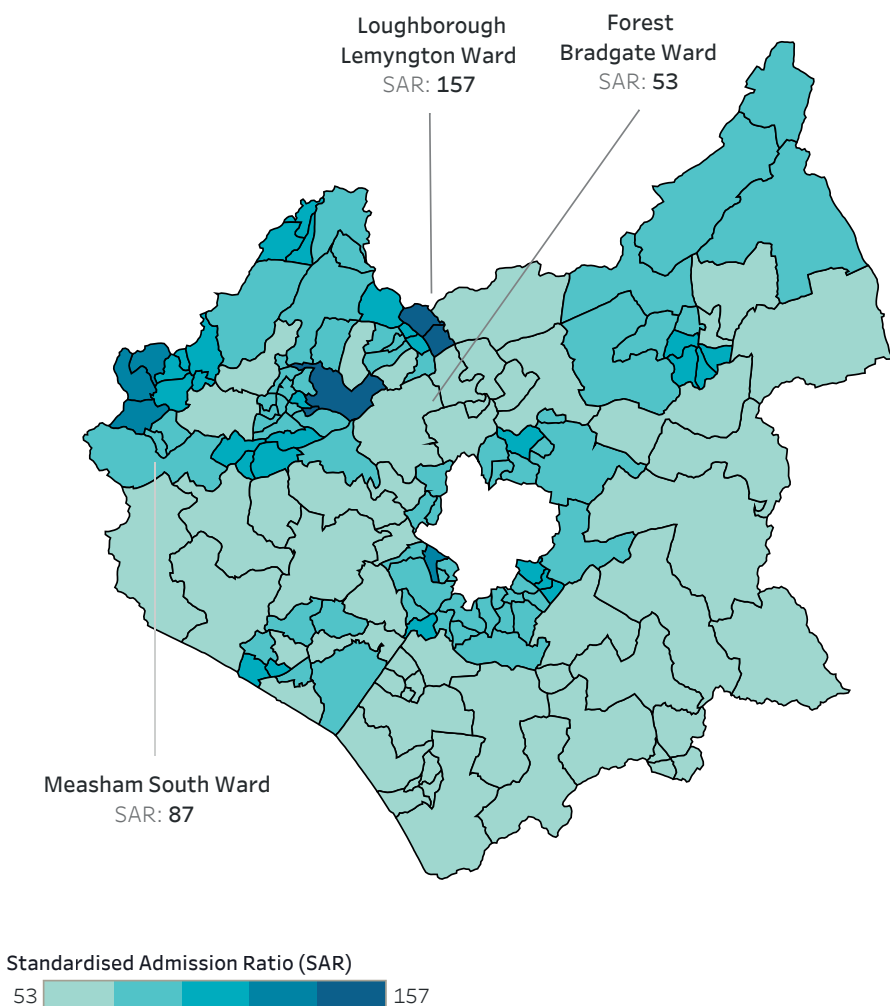 Loughborough
Lemyngton Ward
SAR: 157
Forest
Bradgate Ward
SAR: 53
Measham South Ward
SAR: 87
Standardised Admission Ratio (SAR)
53 157